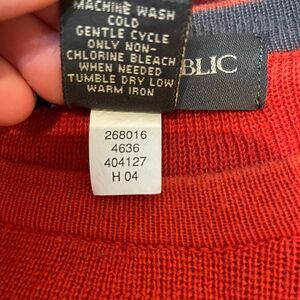 MACHINE WASH
COLD
GENTLE CYCLE
ONLY NON-
CHLORINE BLEACH
WHEN NEEDED
TUMBLE DRY LOW
WARM IRON
BLIC
268016
4636
404127
H 04